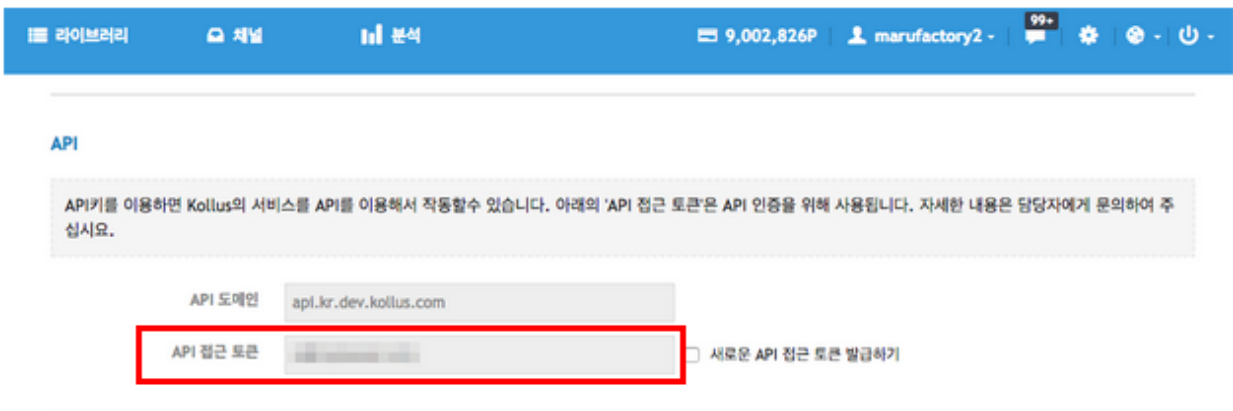 라이브러리 채널 분석 9,002,826P marufactory2 99+
API
API키를 이용하면 Kollus의 서비스를 API를 이용해서 작동할수 있습니다. 아래의 'API 접근 토큰'은 API 인증을 위해 사용됩니다. 자세한 내용은 담당자에게 문의하여 주
십시요.
API 도메인 api.kr.dev.kollus.com
API 접근 토큰 새로운 API 접근 토큰 발급하기